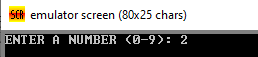 emulator screen (80x25 chars)
ENTER A NUMBER (0-9): 2